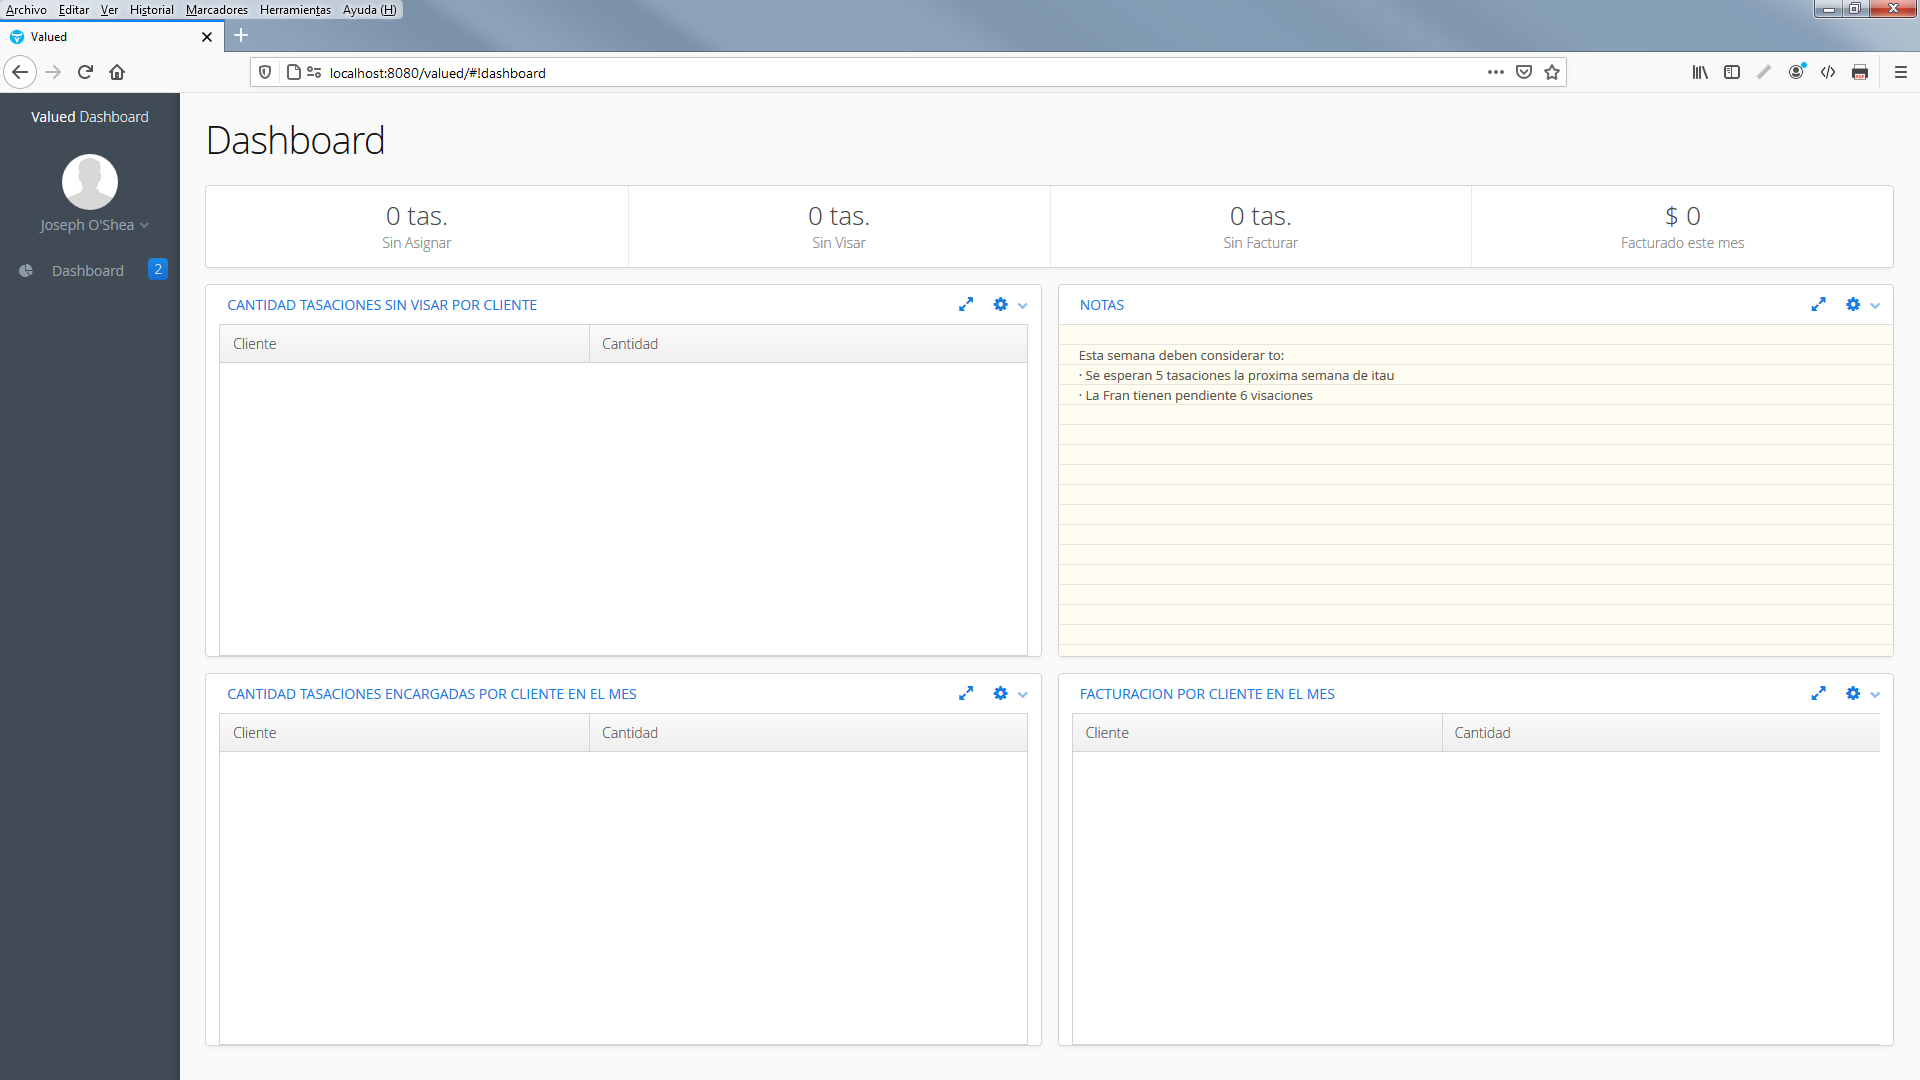 Archivo Editar Ver Historial Marcadores Herramientas Ayuda (H)
Valued
localhost:8080/valued/#!dashboard
Valued Dashboard
Joseph O'Shea
Dashboard 2
Dashboard
0 tas.
Sin Asignar
0 tas.
Sin Visar
0 tas.
Sin Facturar
$ 0
Facturado este mes
CANTIDAD TASACIONES SIN VISAR POR CLIENTE
Cliente Cantidad
NOTAS
Esta semana deben considerar to:
· Se esperan 5 tasaciones la proxima semana de itau
· La Fran tienen pendiente 6 visaciones
CANTIDAD TASACIONES ENCARGADAS POR CLIENTE EN EL MES
Cliente Cantidad
FACTURACION POR CLIENTE EN EL MES
Cliente Cantidad